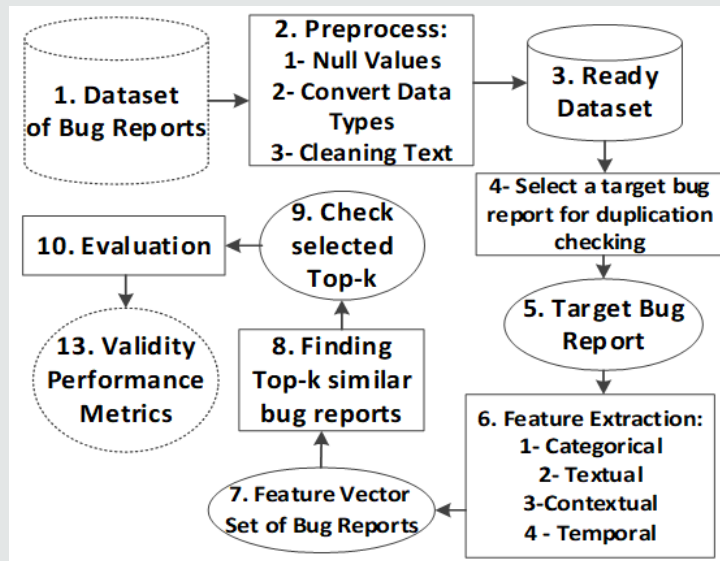 1. Dataset
of Bug Reports
2. Preprocess:
1- Null Values
2- Convert Data
Types
3- Cleaning Text
3. Ready
Dataset
4- Select a target bug
report for duplication
checking
5. Target Bug
Report
6. Feature Extraction:
1- Categorical
2- Textual
3-Contextual
4 - Temporal
7. Feature Vector
Set of Bug Reports
8. Finding
Top-k similar
bug reports
9. Check
selected
Top-k
10. Evaluation
13. Validity
Performance
Metrics